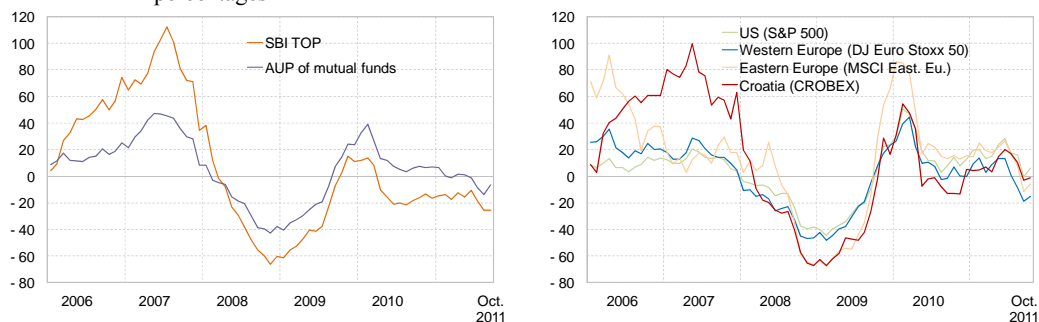 percentages
120
100
80
60
40
20
0
- 20
- 40
- 60
- 80
SBI TOP
AUP of mutual funds
2006 2007 2008 2009 2010 Oct.
2011
120
100
80
60
40
20
0
- 20
- 40
- 60
- 80
US (S&P 500)
Western Europe (DJ Euro Stoxx 50)
Eastern Europe (MSCI East. Eu.)
Croatia (CROBEX)
2006 2007 2008 2009 2010 Oct.
2011